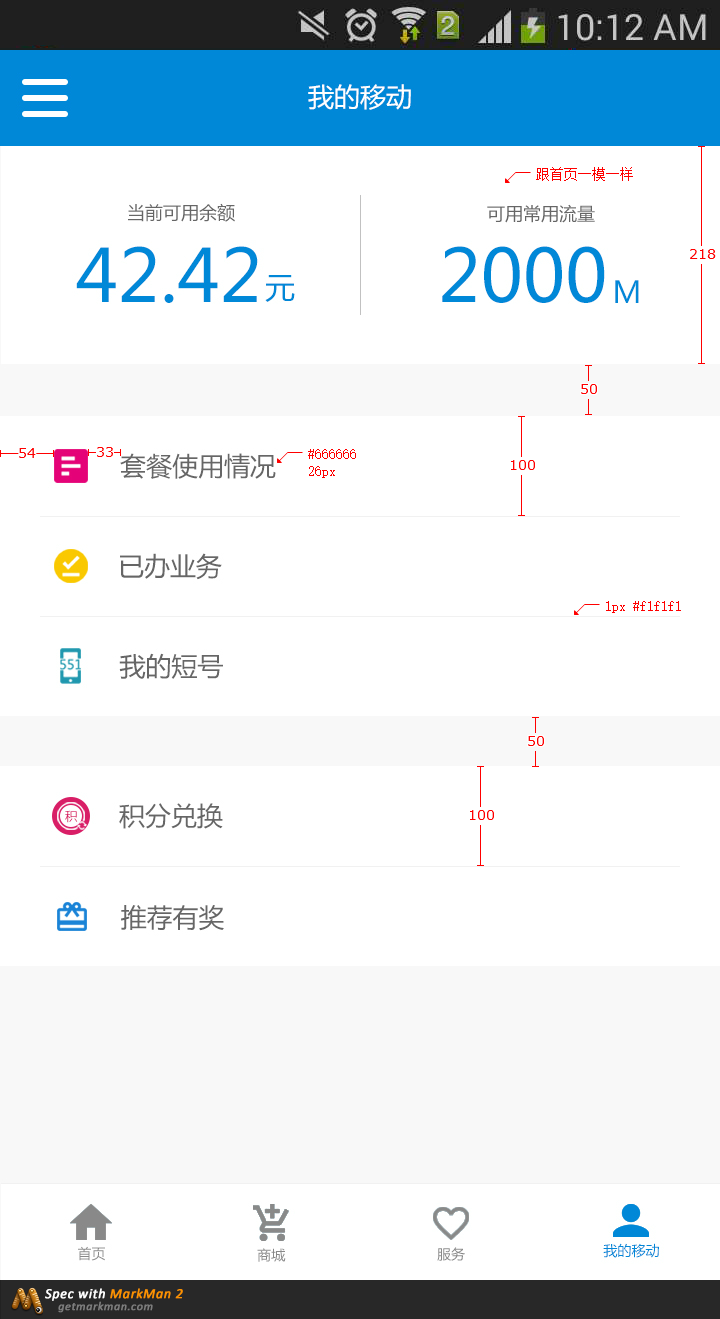 2
10:12 AM
我的移动
跟首页一模一样
当前可用余额
可用常用流量
42.42元
2000M
218
50
54
33
套餐使用情况
#666666
26px
100
已办业务
1px #f1f1f1
551
我的短号
50
积
积分兑换
100
推荐有奖
首页
商城
服务
我的移动
Spec with MarkMan 2
getmarkman.com